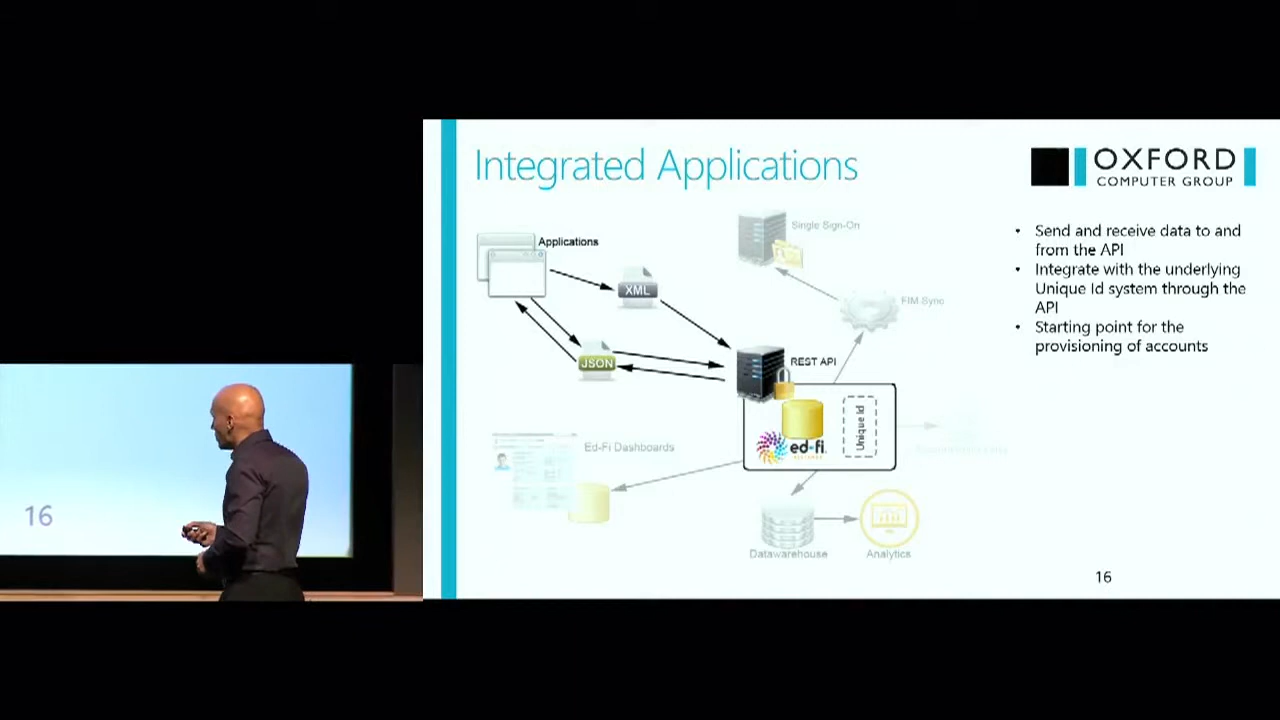 Integrated Applications
OXFORD
COMPUTER GROUP
Applications
XML
JSON
Single Sign-On
FIM Sync
REST API
Unique Id
ed-fi
Ed-Fi Dashboards
Datawarehouse
Analytics
• Send and receive data to and
from the API
• Integrate with the underlying
Unique Id system through the
API
• Starting point for the
provisioning of accounts
16
16